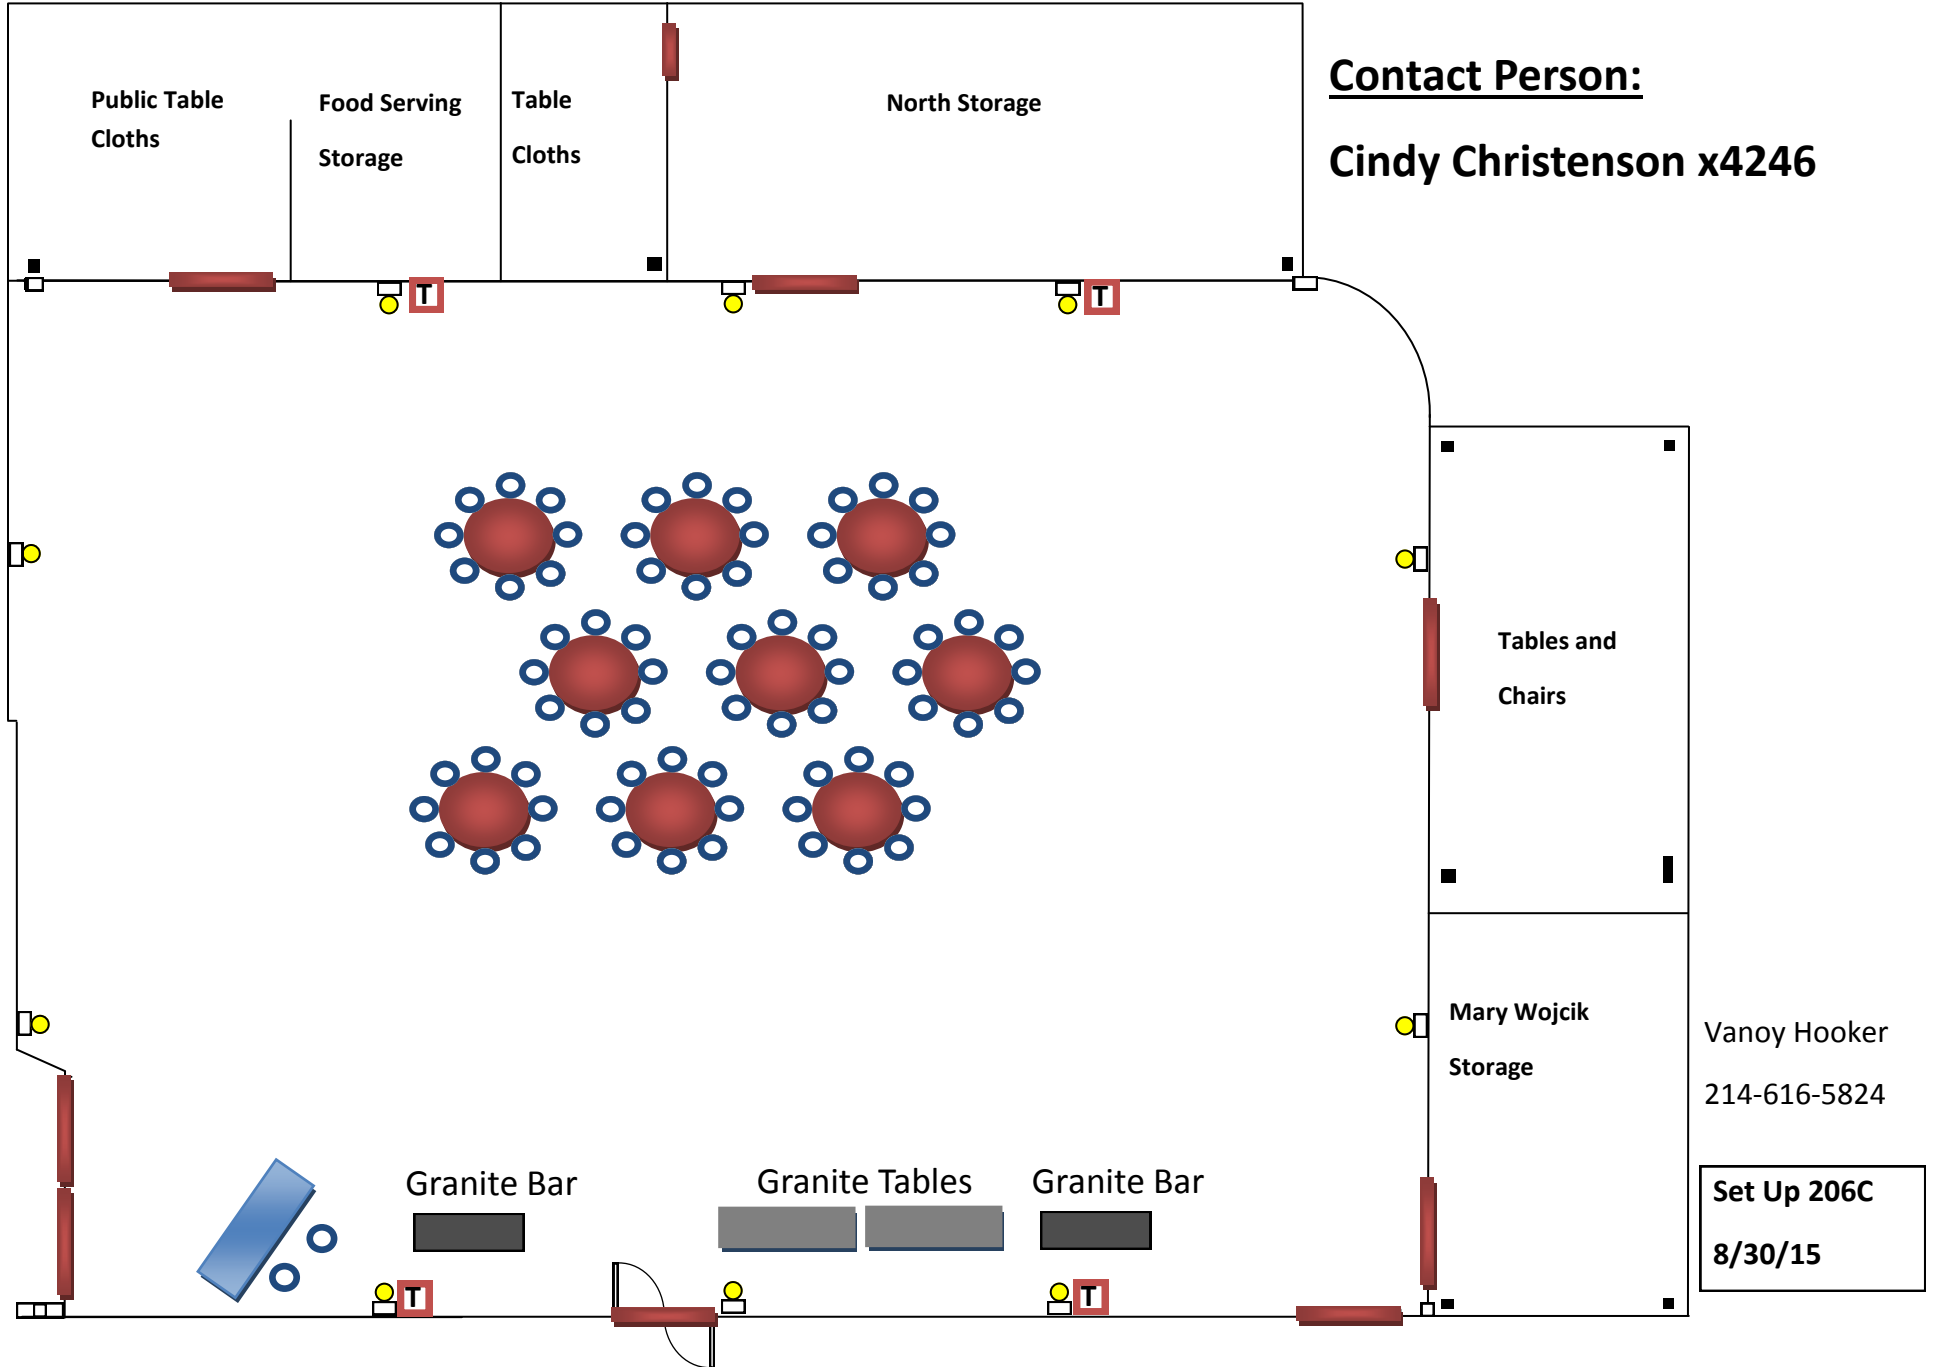 Contact Person:
Cindy Christenson x4246
Public Table
Cloths
Food Serving
Storage
Table
Cloths
North Storage
T
T
Tables and
Chairs
Mary Wojcik
Storage
Vanoy Hooker
214-616-5824
Granite Bar
Granite Tables
Granite Bar
Set Up 206C
8/30/15
T
T